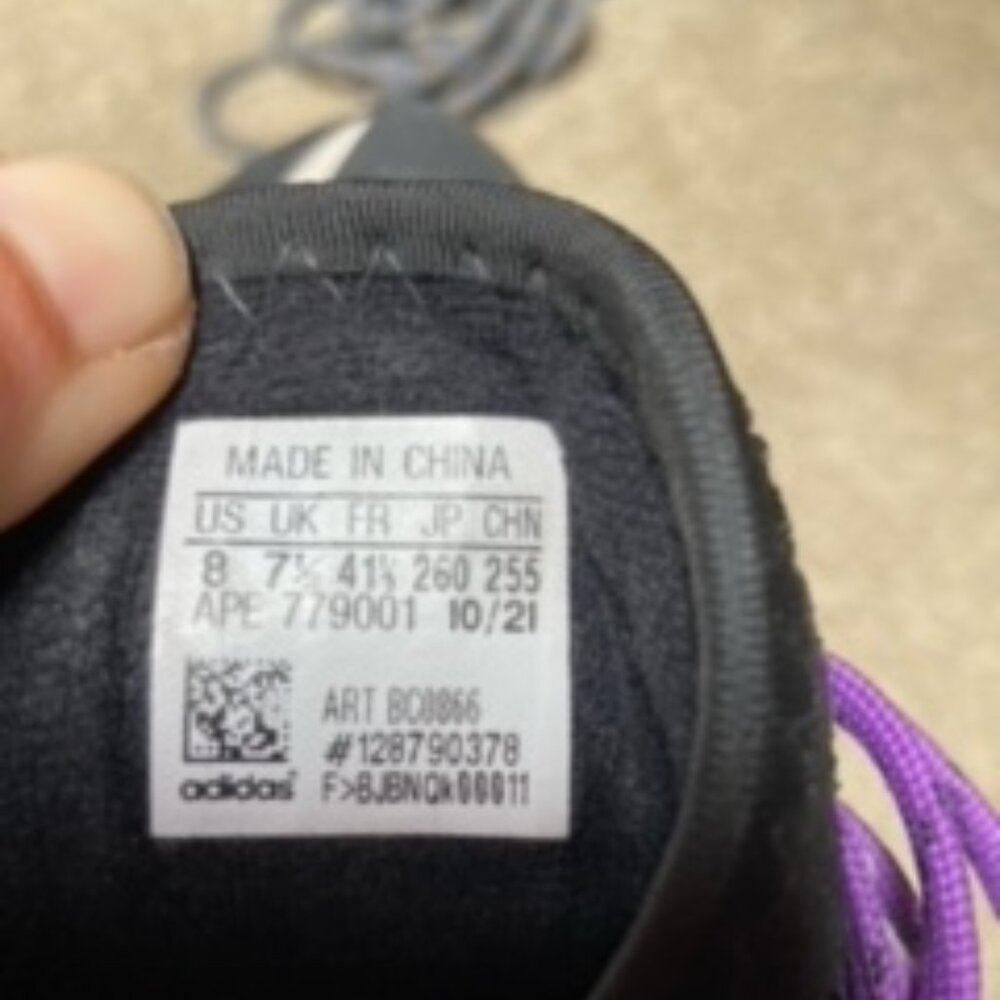 MADE IN CHINA
US UK FR JP CHN
8 7½ 41⅓ 260 255
APE 779001 10/21
ART BC0866
#128790378
adidas F>BJBNQk00011